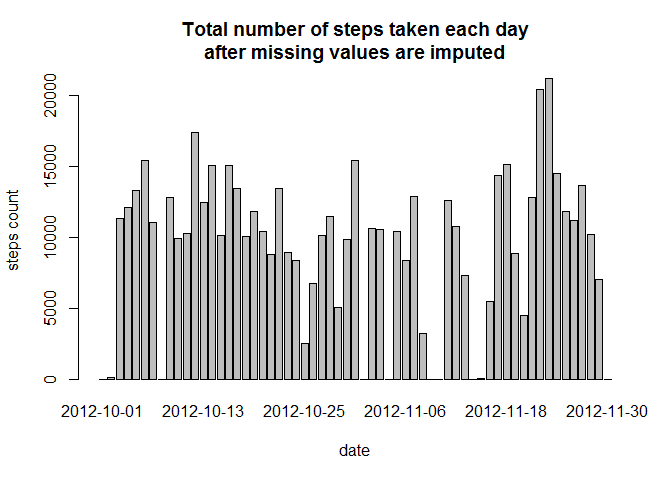 Total number of steps taken each day
after missing values are imputed
steps count
20000
15000
10000
5000
0
2012-10-01 2012-10-13 2012-10-25 2012-11-06 2012-11-18 2012-11-30
date